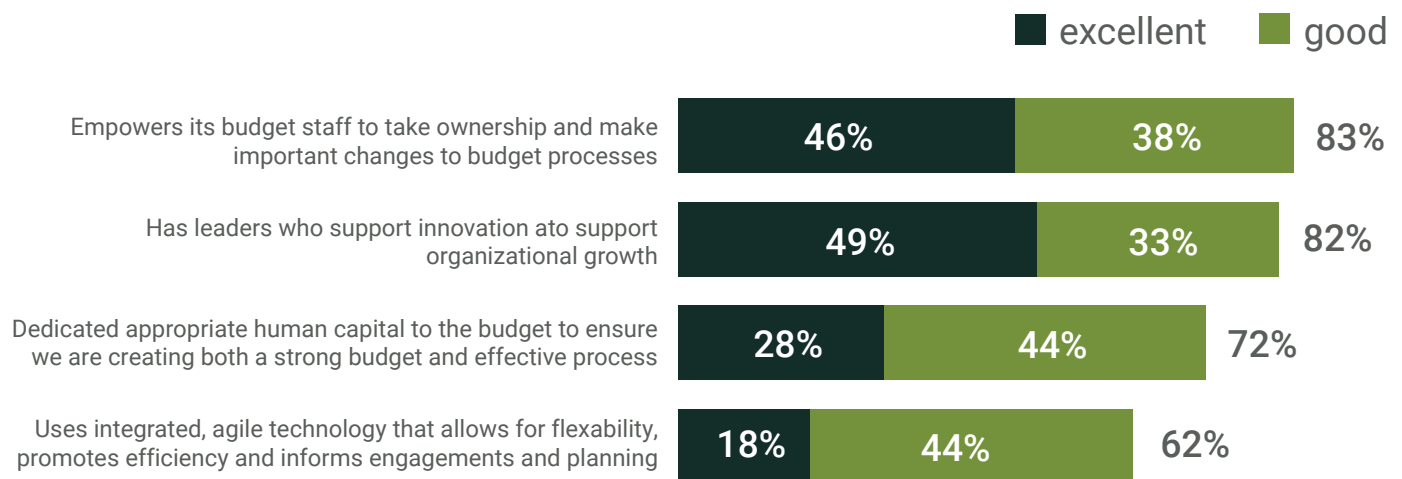 excellent good
Empowers its budget staff to take ownership and make
important changes to budget processes
46% 38% 83%
Has leaders who support innovation ato support
organizational growth
49% 33% 82%
Dedicated appropriate human capital to the budget to ensure
we are creating both a strong budget and effective process
28% 44% 72%
Uses integrated, agile technology that allows for flexability,
promotes efficiency and informs engagements and planning
18% 44% 62%